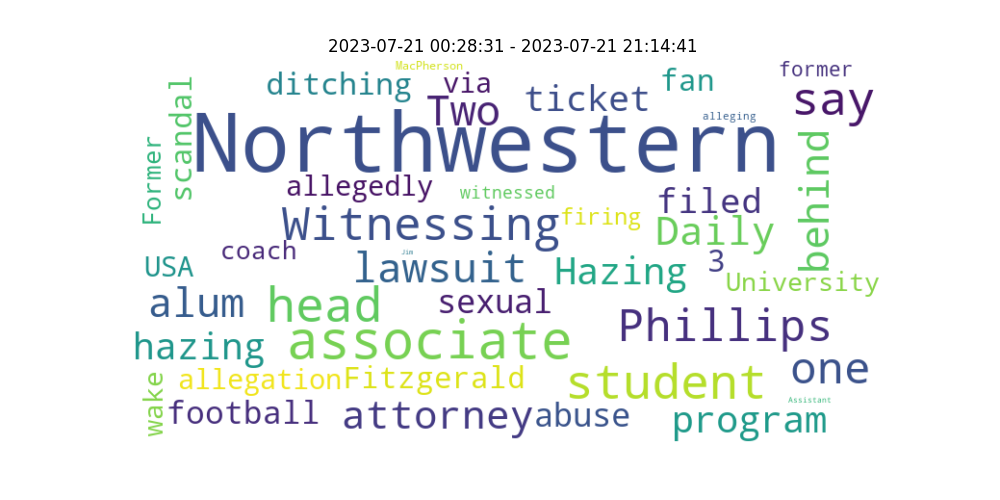 2023-07-21 00:28:31 - 2023-07-21 21:14:41
MacPherson
former
ditching
via
fan
say
Two
ticket
scandal
alleging
Northwestern
Former
behind
allegedly
witnessed
filed
Witnessing
firing
Daily
coach
Jim
3
USA
lawsuit
Hazing
University
alum
head
sexual
Phillips
hazing
associate
one
allegation
Fitzgerald
student
wake
football
attorney
abuse
Assistant
program